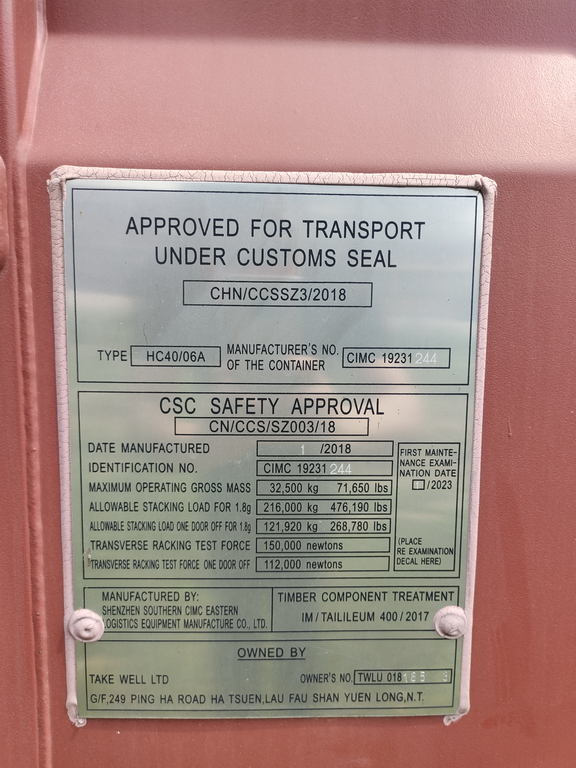 APPROVED FOR TRANSPORT
UNDER CUSTOMS SEAL
CHN/CCSSZ3/2018
TYPE HC40/06A MANUFACTURER'S NO. OF THE CONTAINER CIMC 19231 244
CSC SAFETY APPROVAL
CN/CCS/SZ003/18
DATE MANUFACTURED 1 /2018
IDENTIFICATION NO. CIMC 19231 244
MAXIMUM OPERATING GROSS MASS 32,500 kg 71,650 lbs
ALLOWABLE STACKING LOAD FOR 1.8g 216,000 kg 476,190 lbs
ALLOWABLE STACKING LOAD ONE DOOR OFF FOR 1.8g 121,920 kg 268,780 lbs
TRANSVERSE RACKING TEST FORCE 150,000 newtons
TRANSVERSE RACKING TEST FORCE ONE DOOR OFF 112,000 newtons
FIRST MAINTE-
NANCE EXAMI-
NATION DATE
/2023
(PLACE
RE EXAMINATION
DECAL HERE)
MANUFACTURED BY:
SHENZHEN SOUTHERN CIMC EASTERN
LOGISTICS EQUIPMENT MANUFACTURE CO., LTD.
TIMBER COMPONENT TREATMENT
IM/TAILILEUM 400/2017
OWNED BY
TAKE WELL LTD OWNER'S NO. TWLU 018
G/F,249 PING HA ROAD HA TSUEN,LAU FAU SHAN YUEN LONG,N.T.